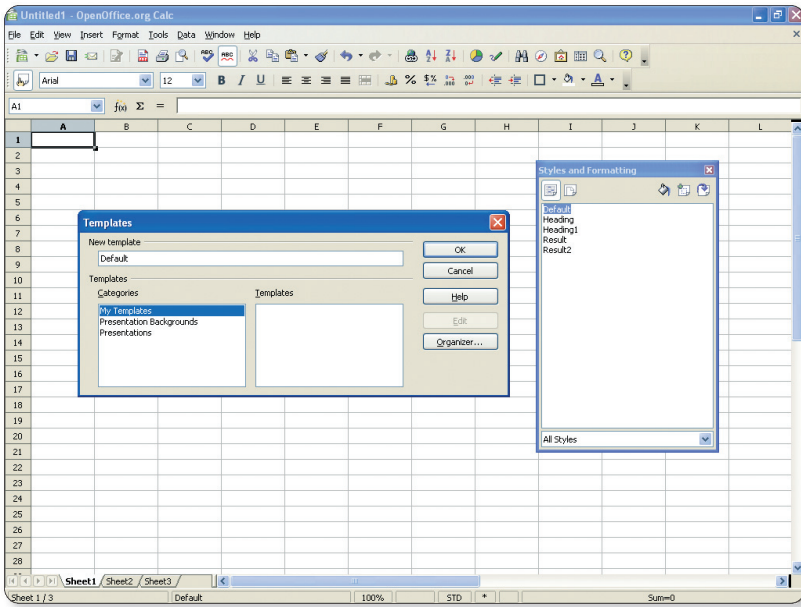 Untitled1 - OpenOffice.org Calc
File Edit View Insert Format Tools Data Window Help
Arial 12 B I U
A1 f(x) Σ =
A B C D E F G H I J K L
1
2
3
Styles and Formatting
4
5
Default
6
Heading
Templates
7
Heading1
New template
8
Result
Default
OK
Result2
9
Cancel
10
Templates
11
Categories
Templates
Help
12
My Templates
Presentation Backgrounds
Edit
13
Presentations
14
Organizer...
15
16
17
18
19
20
All Styles
21
22
23
24
25
26
27
28
Sheet1 Sheet2 Sheet3
Sheet 1 / 3 Default 100% STD * Sum=0